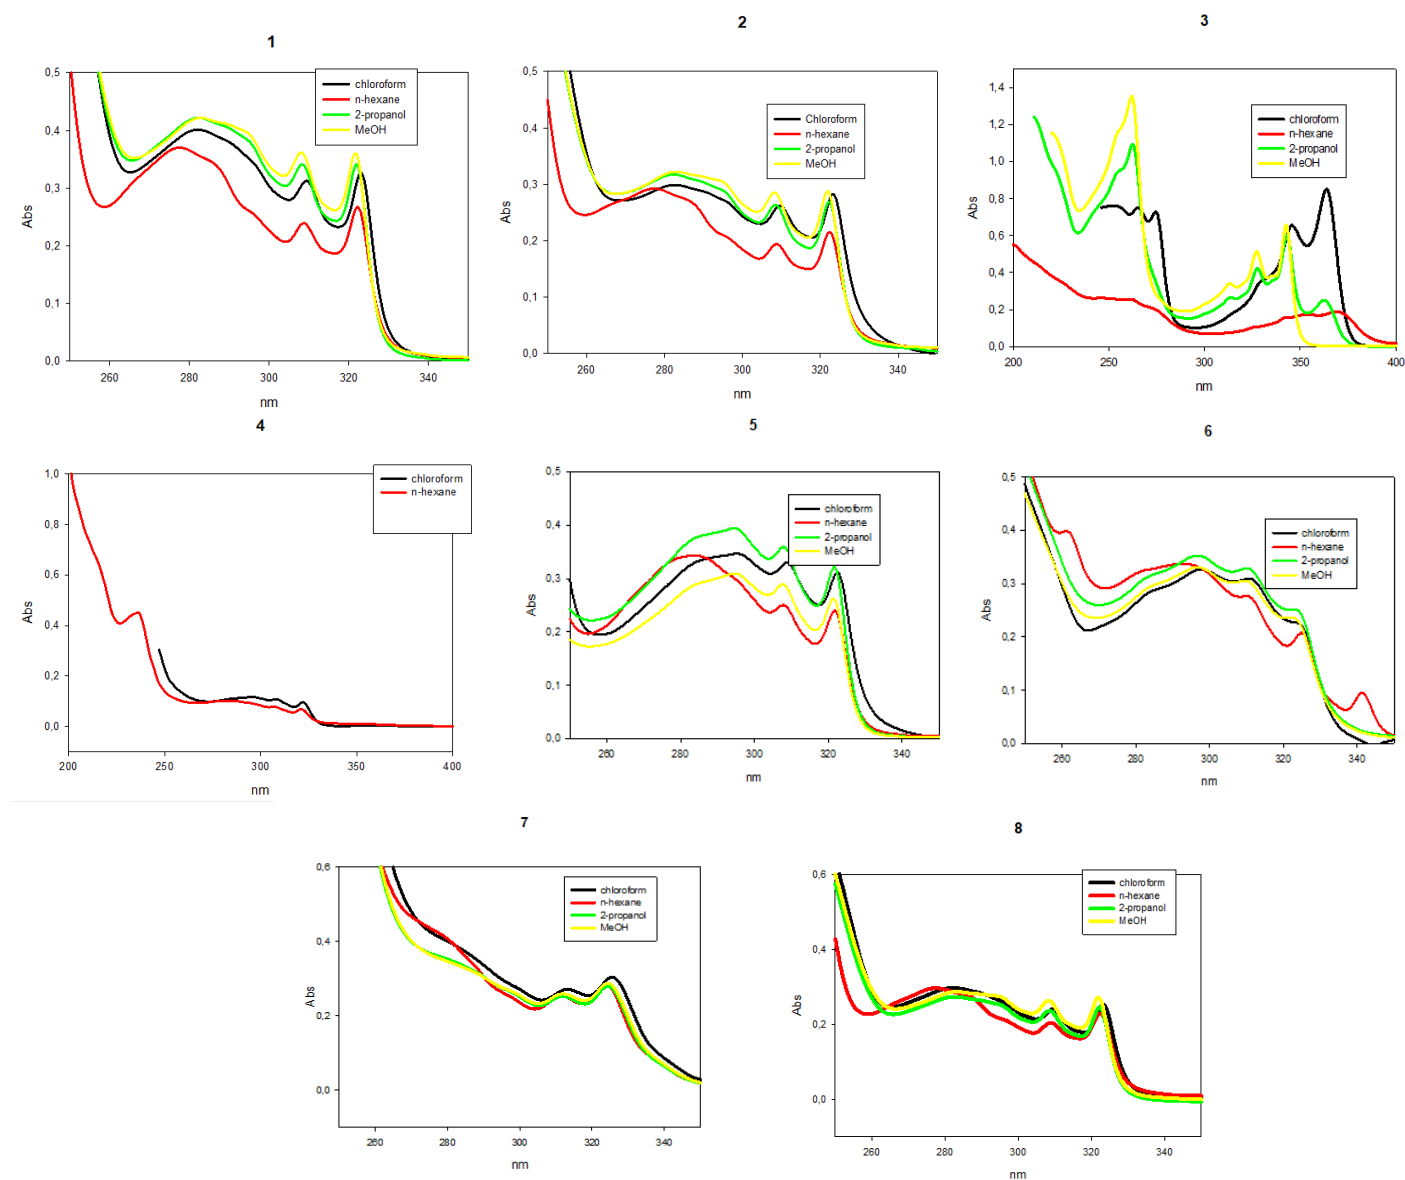 1
0,5
0,4
0,3
0,2
0,1
0,0
Abs
260 280 300 320 340
nm
chloroform
n-hexane
2-propanol
MeOH
2
0,5
0,4
0,3
0,2
0,1
0,0
Abs
260 280 300 320 340
nm
Chloroform
n-hexane
2-propanol
MeOH
3
1,4
1,2
1,0
0,8
0,6
0,4
0,2
0,0
Abs
200 250 300 350 400
nm
chloroform
n-hexane
2-propanol
MeOH
4
1,0
0,8
0,6
0,4
0,2
0,0
Abs
200 250 300 350 400
nm
chloroform
n-hexane
5
0,5
0,4
0,3
0,2
0,1
0,0
Abs
260 280 300 320 340
nm
chloroform
n-hexane
2-propanol
MeOH
6
0,5
0,4
0,3
0,2
0,1
0,0
Abs
260 280 300 320 340
nm
chloroform
n-hexane
2-propanol
MeOH
7
0,6
0,4
0,2
0,0
Abs
260 280 300 320 340
nm
chloroform
n-hexane
2-propanol
MeOH
8
0,6
0,4
0,2
0,0
Abs
260 280 300 320 340
nm
chloroform
n-hexane
2-propanol
MeOH